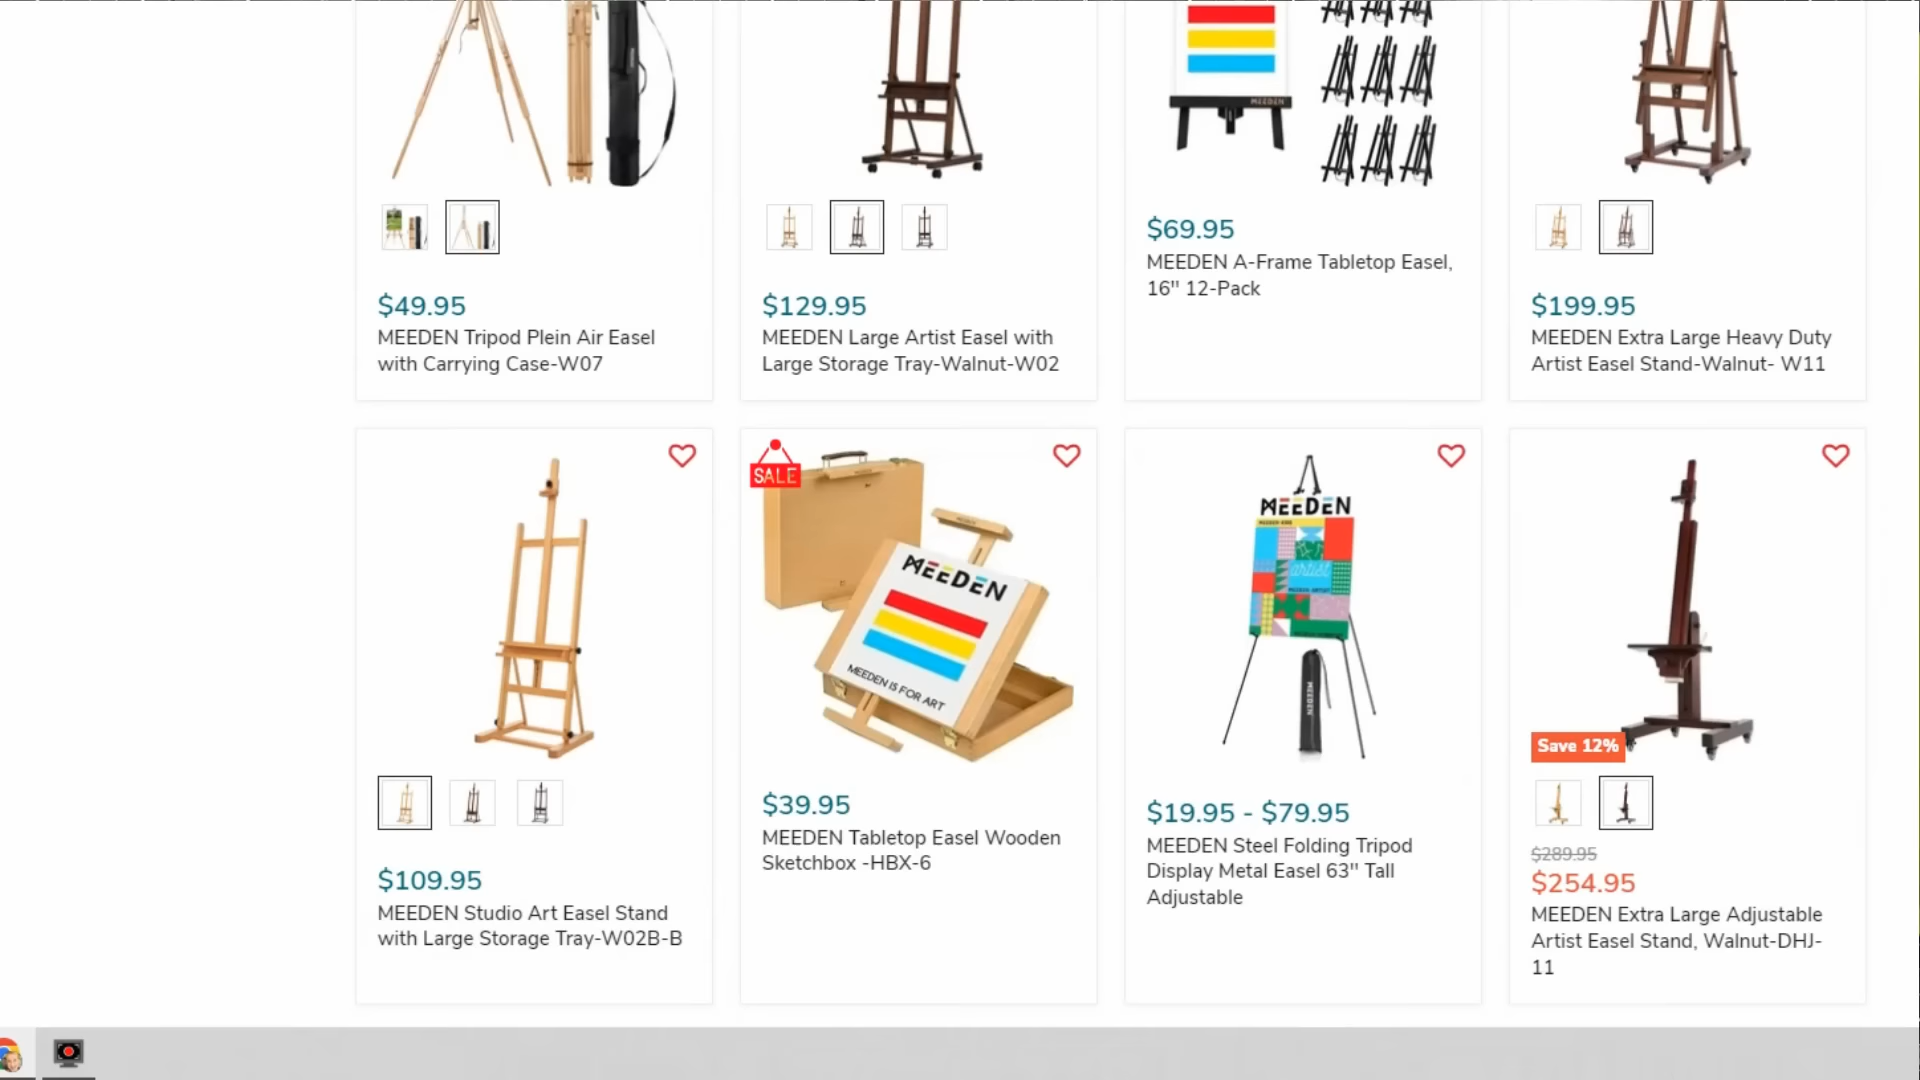 MEEDEN
$49.95
MEEDEN Tripod Plein Air Easel
with Carrying Case-W07
$129.95
MEEDEN Large Artist Easel with
Large Storage Tray-Walnut-W02
$69.95
MEEDEN A-Frame Tabletop Easel,
16" 12-Pack
$199.95
MEEDEN Extra Large Heavy Duty
Artist Easel Stand-Walnut- W11
$109.95
MEEDEN Studio Art Easel Stand
with Large Storage Tray-W02B-B
SALE
MEEDEN
MEEDEN IS FOR ART
$39.95
MEEDEN Tabletop Easel Wooden
Sketchbox -HBX-6
MEEDEN
artist
MEEDEN
$19.95 - $79.95
MEEDEN Steel Folding Tripod
Display Metal Easel 63" Tall
Adjustable
Save 12%
$289.95
$254.95
MEEDEN Extra Large Adjustable
Artist Easel Stand, Walnut-DHJ-
11